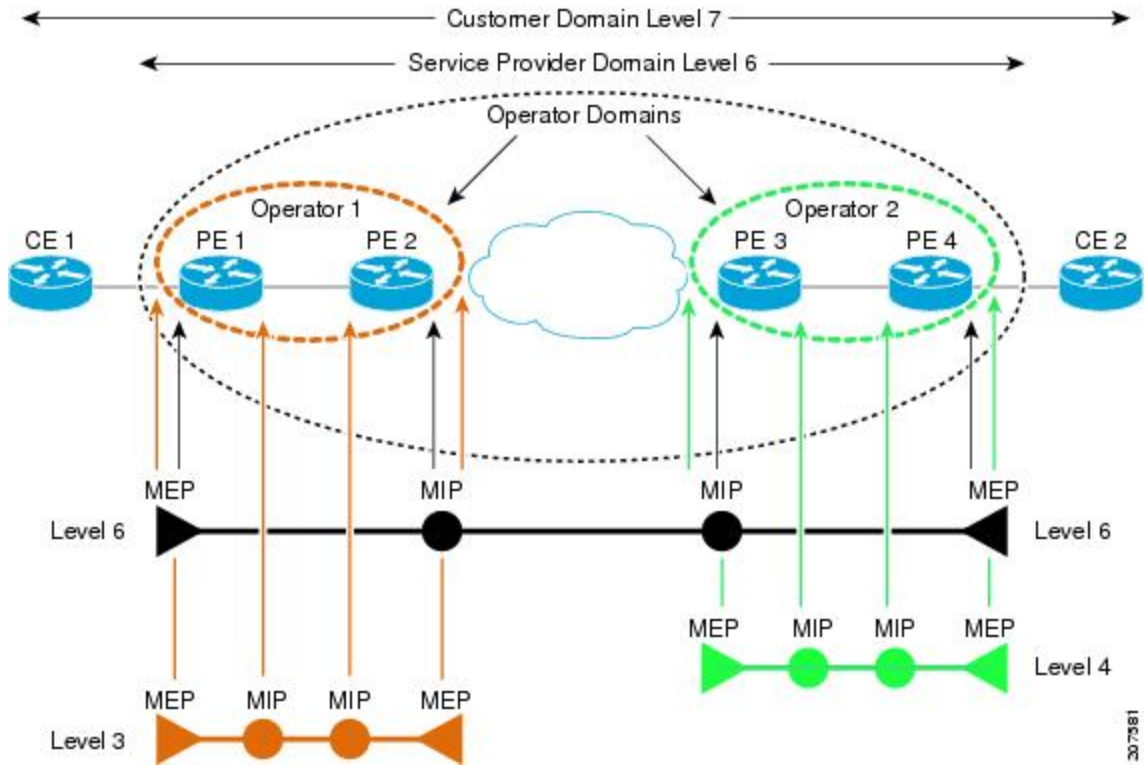 Customer Domain Level 7
Service Provider Domain Level 6
Operator Domains
Operator 1
Operator 2
CE 1
PE 1
PE 2
PE 3
PE 4
CE 2
MEP
MIP
MIP
MEP
Level 6
Level 6
MEP
MIP
MIP
MEP
Level 4
MEP
MIP
MIP
MEP
Level 3
207581